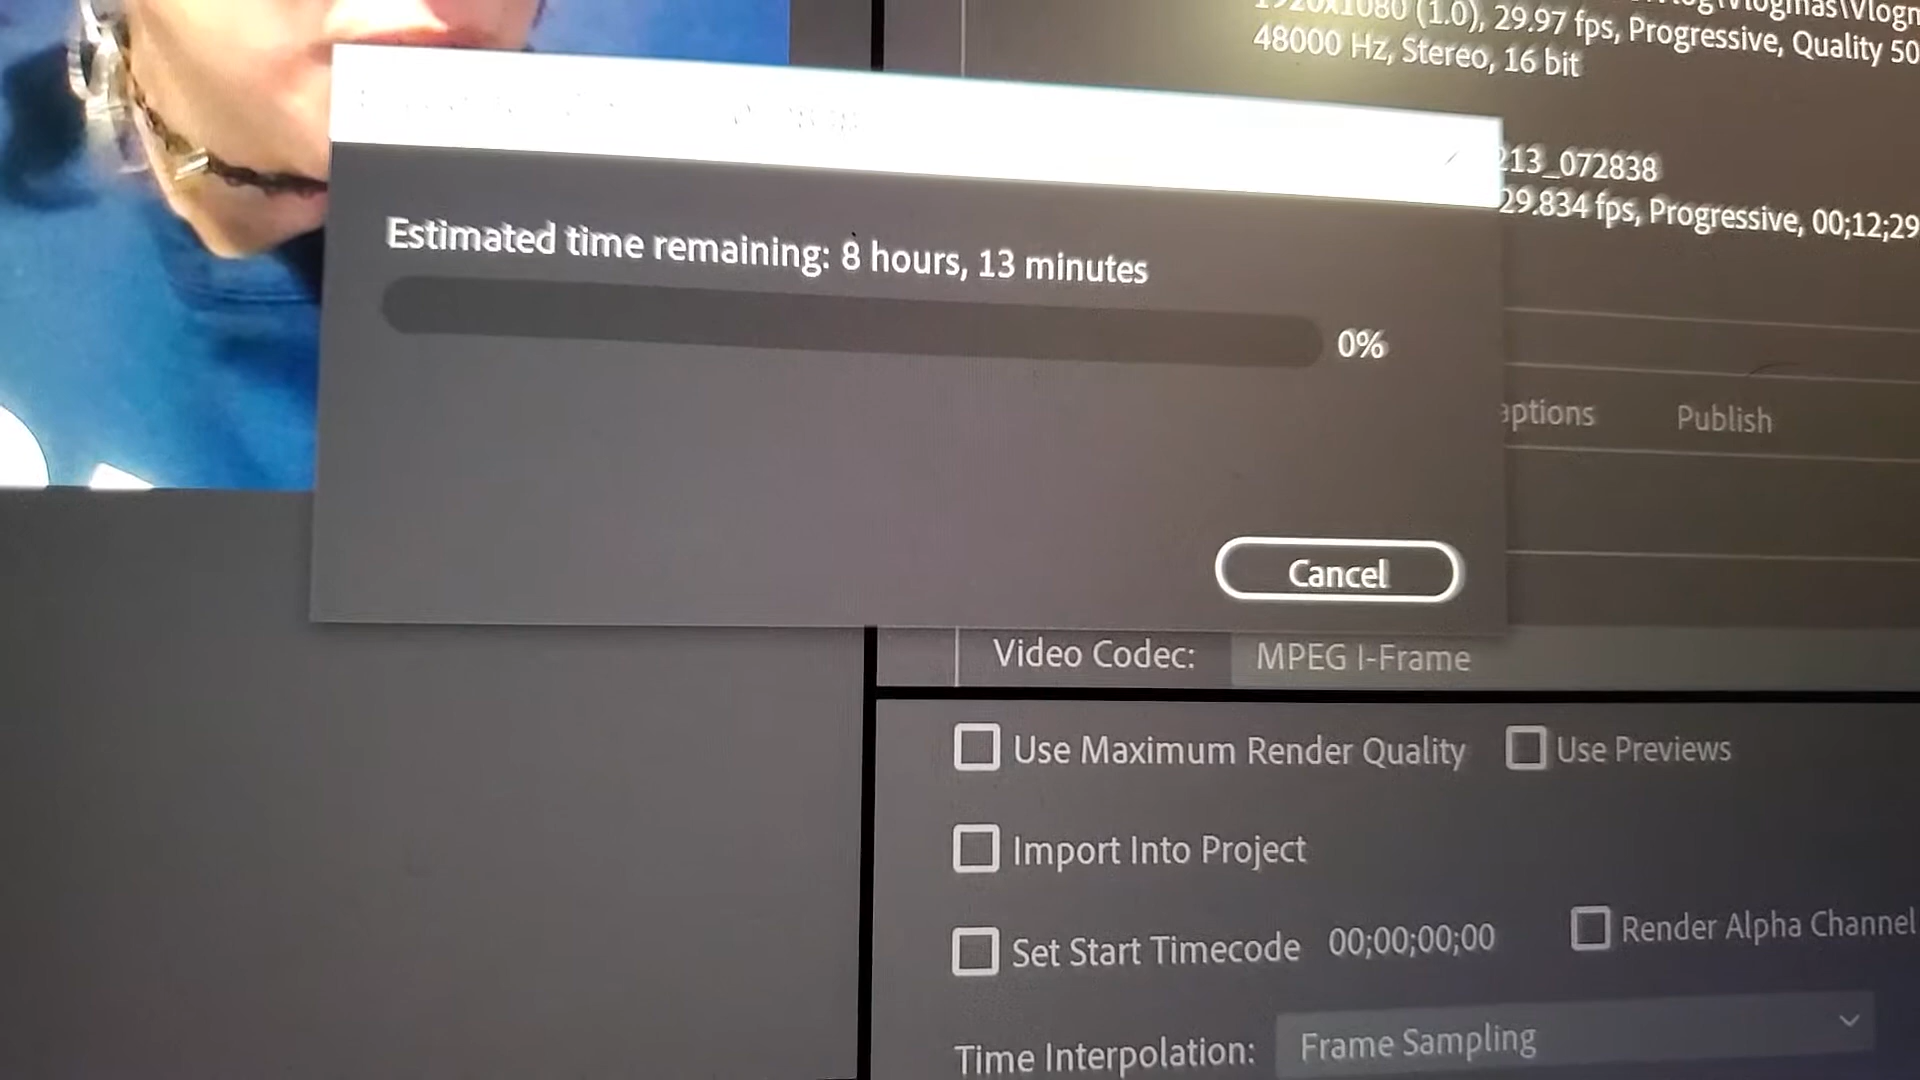 1920x1080 (1.0), 29.97 fps, Progressive, Quality 50
48000 Hz, Stereo, 16 bit
213_072838
29.834 fps, Progressive, 00;12;29
Estimated time remaining: 8 hours, 13 minutes
0%
aptions Publish
Cancel
Video Codec: MPEG I-Frame
Use Maximum Render Quality Use Previews
Import Into Project
Set Start Timecode 00;00;00;00 Render Alpha Channel
Time Interpolation: Frame Sampling